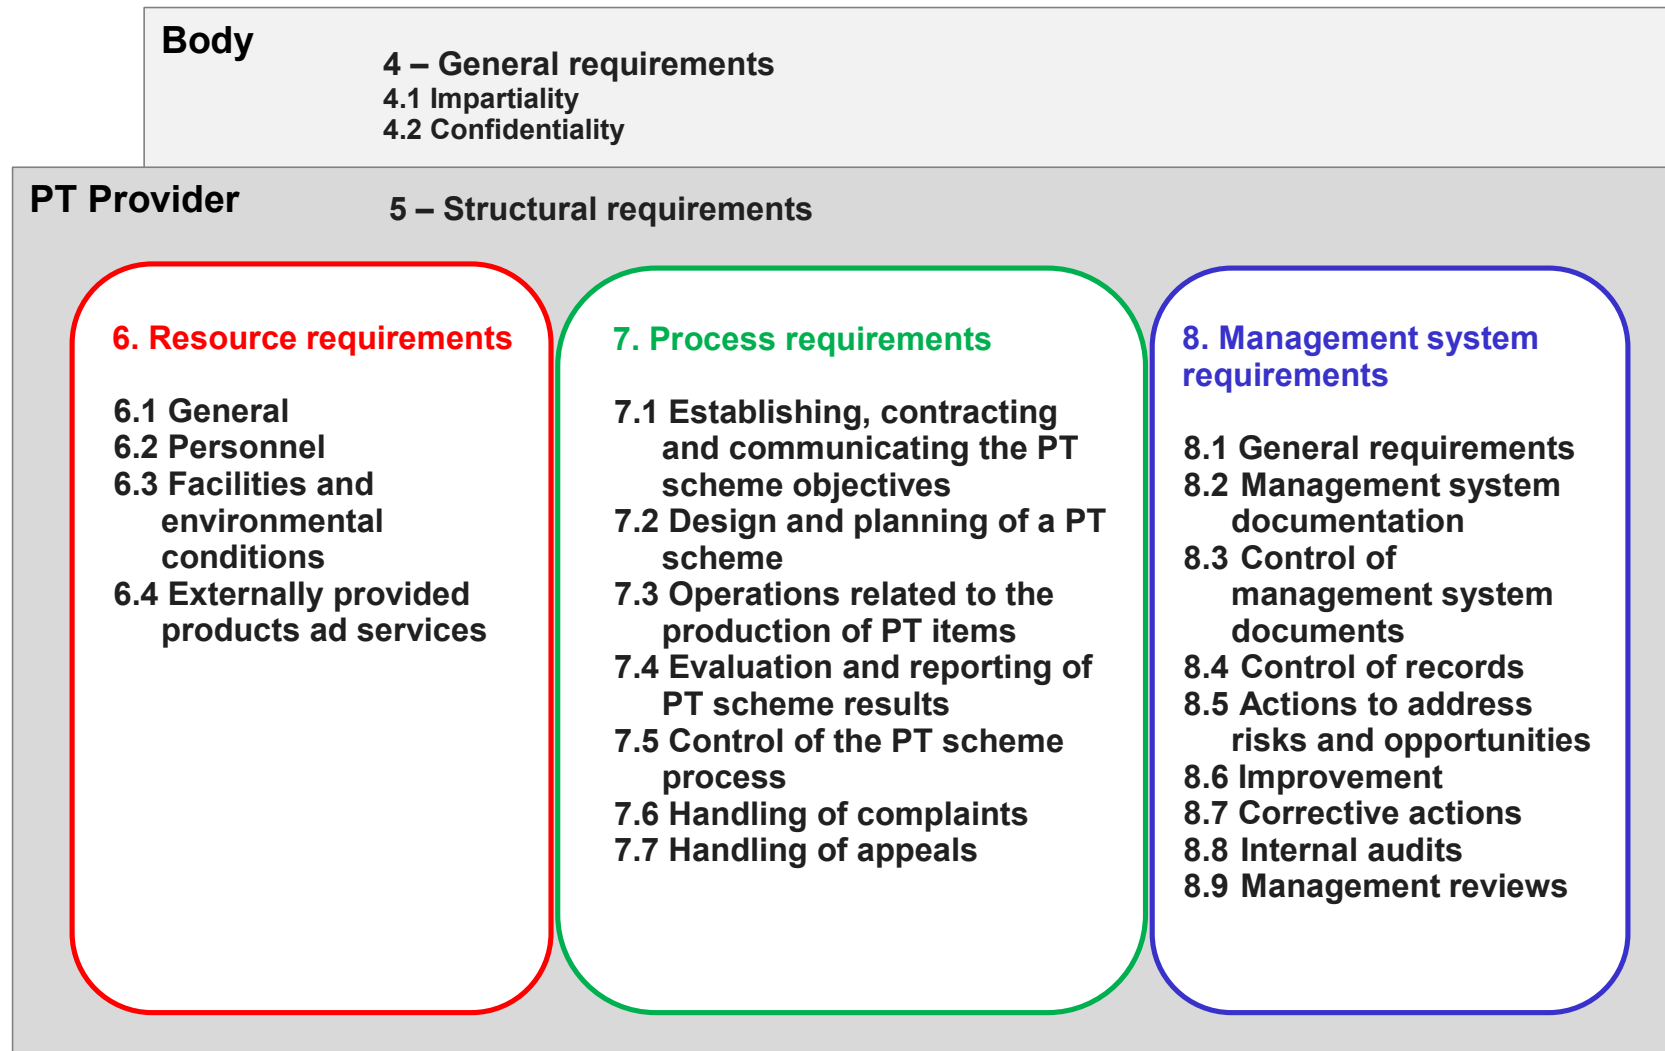 Body
4 – General requirements
4.1 Impartiality
4.2 Confidentiality
PT Provider
5 – Structural requirements
6. Resource requirements
6.1 General
6.2 Personnel
6.3 Facilities and
environmental
conditions
6.4 Externally provided
products ad services
7. Process requirements
7.1 Establishing, contracting
and communicating the PT
scheme objectives
7.2 Design and planning of a PT
scheme
7.3 Operations related to the
production of PT items
7.4 Evaluation and reporting of
PT scheme results
7.5 Control of the PT scheme
process
7.6 Handling of complaints
7.7 Handling of appeals
8. Management system
requirements
8.1 General requirements
8.2 Management system
documentation
8.3 Control of
management system
documents
8.4 Control of records
8.5 Actions to address
risks and opportunities
8.6 Improvement
8.7 Corrective actions
8.8 Internal audits
8.9 Management reviews